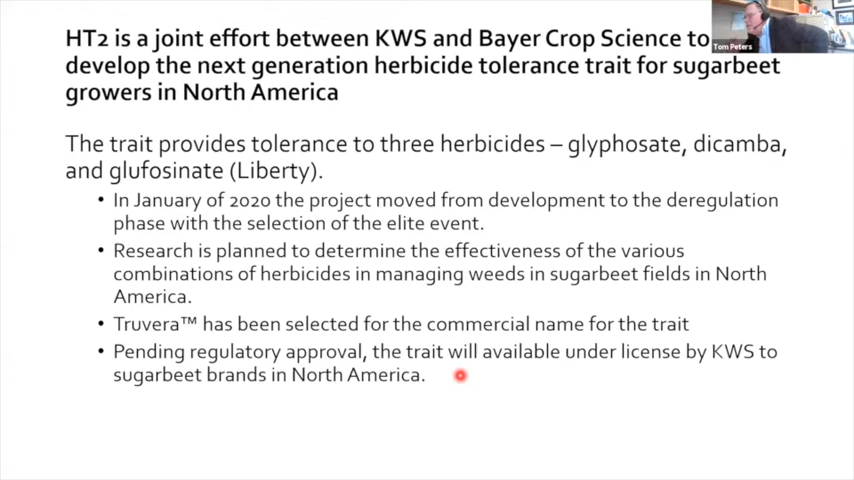 HT2 is a joint effort between KWS and Bayer Crop Science to
develop the next generation herbicide tolerance trait for sugarbeet
growers in North America
Tom Peters
The trait provides tolerance to three herbicides – glyphosate, dicamba,
and glufosinate (Liberty).
• In January of 2020 the project moved from development to the deregulation
phase with the selection of the elite event.
• Research is planned to determine the effectiveness of the various
combinations of herbicides in managing weeds in sugarbeet fields in North
America.
• Truvera™ has been selected for the commercial name for the trait
• Pending regulatory approval, the trait will available under license by KWS to
sugarbeet brands in North America.